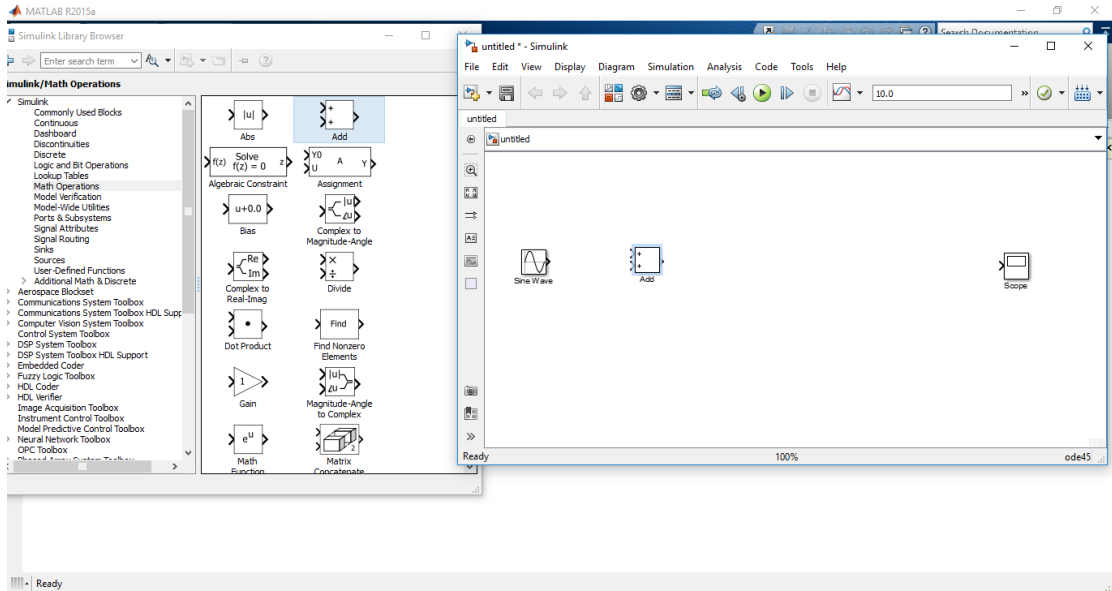 MATLAB R2015a
Simulink Library Browser
Enter search term
imulink/Math Operations
Simulink
Commonly Used Blocks
Continuous
Dashboard
Discontinuities
Discrete
Logic and Bit Operations
Lookup Tables
Math Operations
Model Verification
Model-Wide Utilities
Ports & Subsystems
Signal Attributes
Signal Routing
Sinks
Sources
User-Defined Functions
Additional Math & Discrete
Aerospace Blockset
Communications System Toolbox
Communications System Toolbox HDL Supp
Computer Vision System Toolbox
Control System Toolbox
DSP System Toolbox
DSP System Toolbox HDL Support
Embedded Coder
Fuzzy Logic Toolbox
HDL Coder
HDL Verifier
Image Acquisition Toolbox
Instrument Control Toolbox
Model Predictive Control Toolbox
Neural Network Toolbox
OPC Toolbox
Phased Array System Toolbox
|u|
Abs
+
+
Add
f(z) Solve f(z) = 0 z
Algebraic Constraint
Y0 U A Y
Assignment
u+0.0
Bias
|u| ∠u
Complex to
Magnitude-Angle
Re Im
Complex to
Real-Imag
× ÷
Divide
Dot Product
Find
Find Nonzero
Elements
1
Gain
|u| ∠u
Magnitude-Angle
to Complex
e^u
Math
Function
2
Matrix
Concatenate
Search Documentation
untitled * - Simulink
File Edit View Display Diagram Simulation Analysis Code Tools Help
10.0
»
untitled
untitled
Sine Wave
+
+
Add
Scope
Ready 100% ode45
Ready